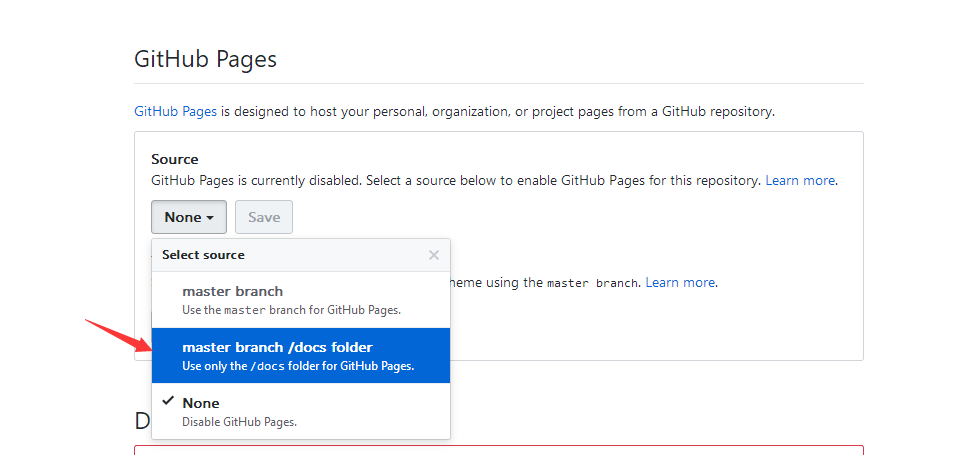 GitHub Pages
GitHub Pages is designed to host your personal, organization, or project pages from a GitHub repository.
Source
GitHub Pages is currently disabled. Select a source below to enable GitHub Pages for this repository. Learn more.
None Save
Select source
heme using the master branch. Learn more.
master branch
Use the master branch for GitHub Pages.
master branch /docs folder
Use only the /docs folder for GitHub Pages.
None
D
Disable GitHub Pages.